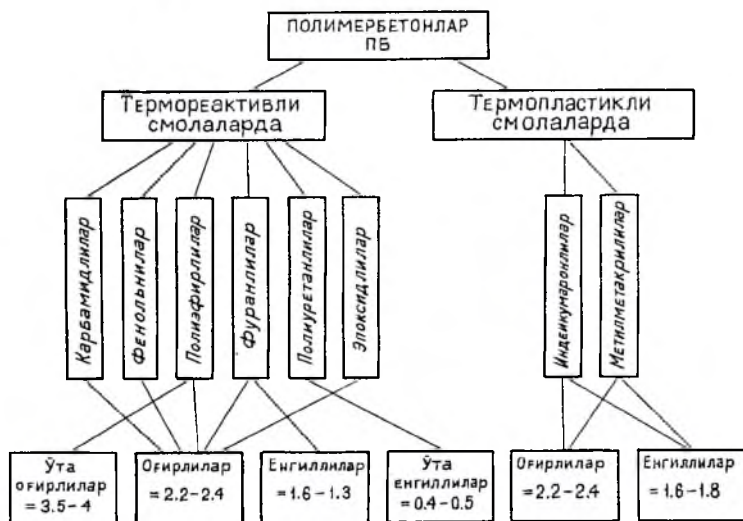 ПОЛИМЕРБЕТОНЛАР
ПБ
Термореактивли
смолаларда
Термопластикли
смолаларда
Карбамидлилар
Фенольнилар
Полиэфирлилар
Фуранлилар
Полиуретанлилар
Эпоксидлилар
Инденкумаронлилар
Метилметакрилилар
Ўта
оғирлилар
=3.5-4
Оғирлилар
=2.2-2.4
Енгиллилар
=1.6-1.3
Ўта
енгиллилар
=0.4-0.5
Оғирлилар
=2.2-2.4
Енгиллилар
=1.6-1.8